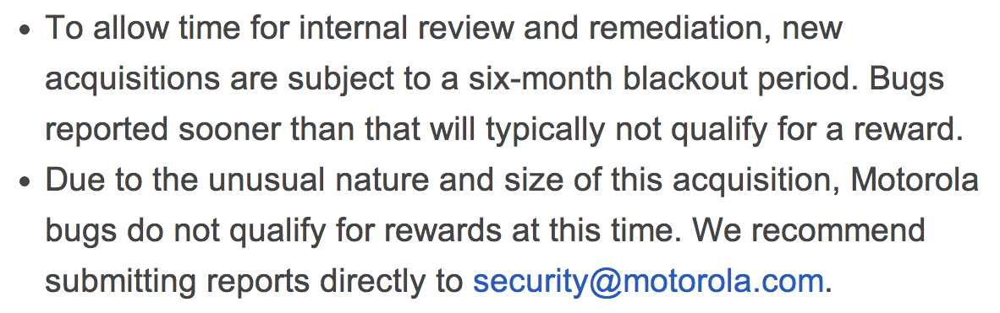 • To allow time for internal review and remediation, new
acquisitions are subject to a six-month blackout period. Bugs
reported sooner than that will typically not qualify for a reward.
• Due to the unusual nature and size of this acquisition, Motorola
bugs do not qualify for rewards at this time. We recommend
submitting reports directly to security@motorola.com.